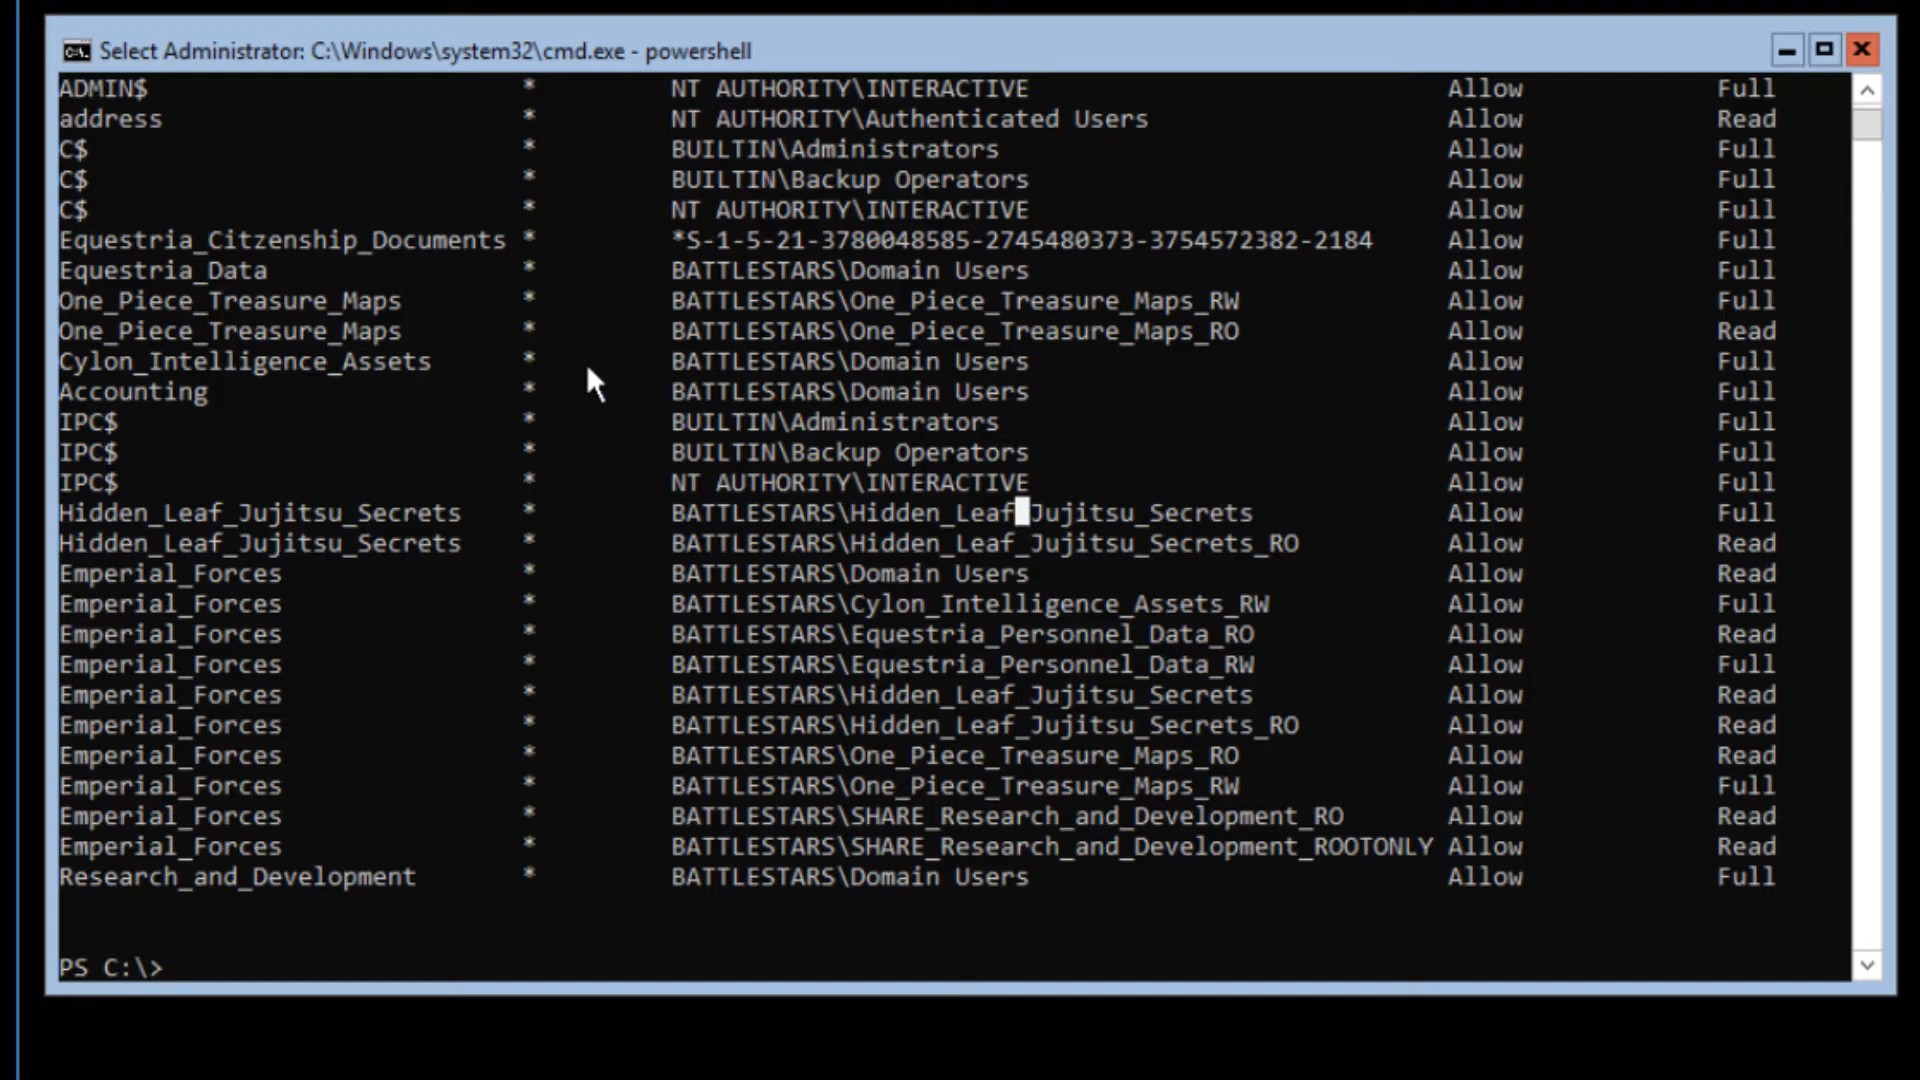 Select Administrator: C:\Windows\system32\cmd.exe - powershell
ADMIN$ * NT AUTHORITY\INTERACTIVE Allow Full
address * NT AUTHORITY\Authenticated Users Allow Read
C$ * BUILTIN\Administrators Allow Full
C$ * BUILTIN\Backup Operators Allow Full
C$ * NT AUTHORITY\INTERACTIVE Allow Full
Equestria_Citzenship_Documents * *S-1-5-21-3780048585-2745480373-3754572382-2184 Allow Full
Equestria_Data * BATTLESTARS\Domain Users Allow Full
One_Piece_Treasure_Maps * BATTLESTARS\One_Piece_Treasure_Maps_RW Allow Full
One_Piece_Treasure_Maps * BATTLESTARS\One_Piece_Treasure_Maps_RO Allow Read
Cylon_Intelligence_Assets * BATTLESTARS\Domain Users Allow Full
Accounting * BATTLESTARS\Domain Users Allow Full
IPC$ * BUILTIN\Administrators Allow Full
IPC$ * BUILTIN\Backup Operators Allow Full
IPC$ * NT AUTHORITY\INTERACTIVE Allow Full
Hidden_Leaf_Jujitsu_Secrets * BATTLESTARS\Hidden_Leaf Jujitsu_Secrets Allow Full
Hidden_Leaf_Jujitsu_Secrets * BATTLESTARS\Hidden_Leaf_Jujitsu_Secrets_RO Allow Read
Emperial_Forces * BATTLESTARS\Domain Users Allow Read
Emperial_Forces * BATTLESTARS\Cylon_Intelligence_Assets_RW Allow Full
Emperial_Forces * BATTLESTARS\Equestria_Personnel_Data_RO Allow Read
Emperial_Forces * BATTLESTARS\Equestria_Personnel_Data_RW Allow Full
Emperial_Forces * BATTLESTARS\Hidden_Leaf_Jujitsu_Secrets Allow Read
Emperial_Forces * BATTLESTARS\Hidden_Leaf_Jujitsu_Secrets_RO Allow Read
Emperial_Forces * BATTLESTARS\One_Piece_Treasure_Maps_RO Allow Read
Emperial_Forces * BATTLESTARS\One_Piece_Treasure_Maps_RW Allow Full
Emperial_Forces * BATTLESTARS\SHARE_Research_and_Development_RO Allow Read
Emperial_Forces * BATTLESTARS\SHARE_Research_and_Development_ROOTONLY Allow Read
Research_and_Development * BATTLESTARS\Domain Users Allow Full
PS C:\>